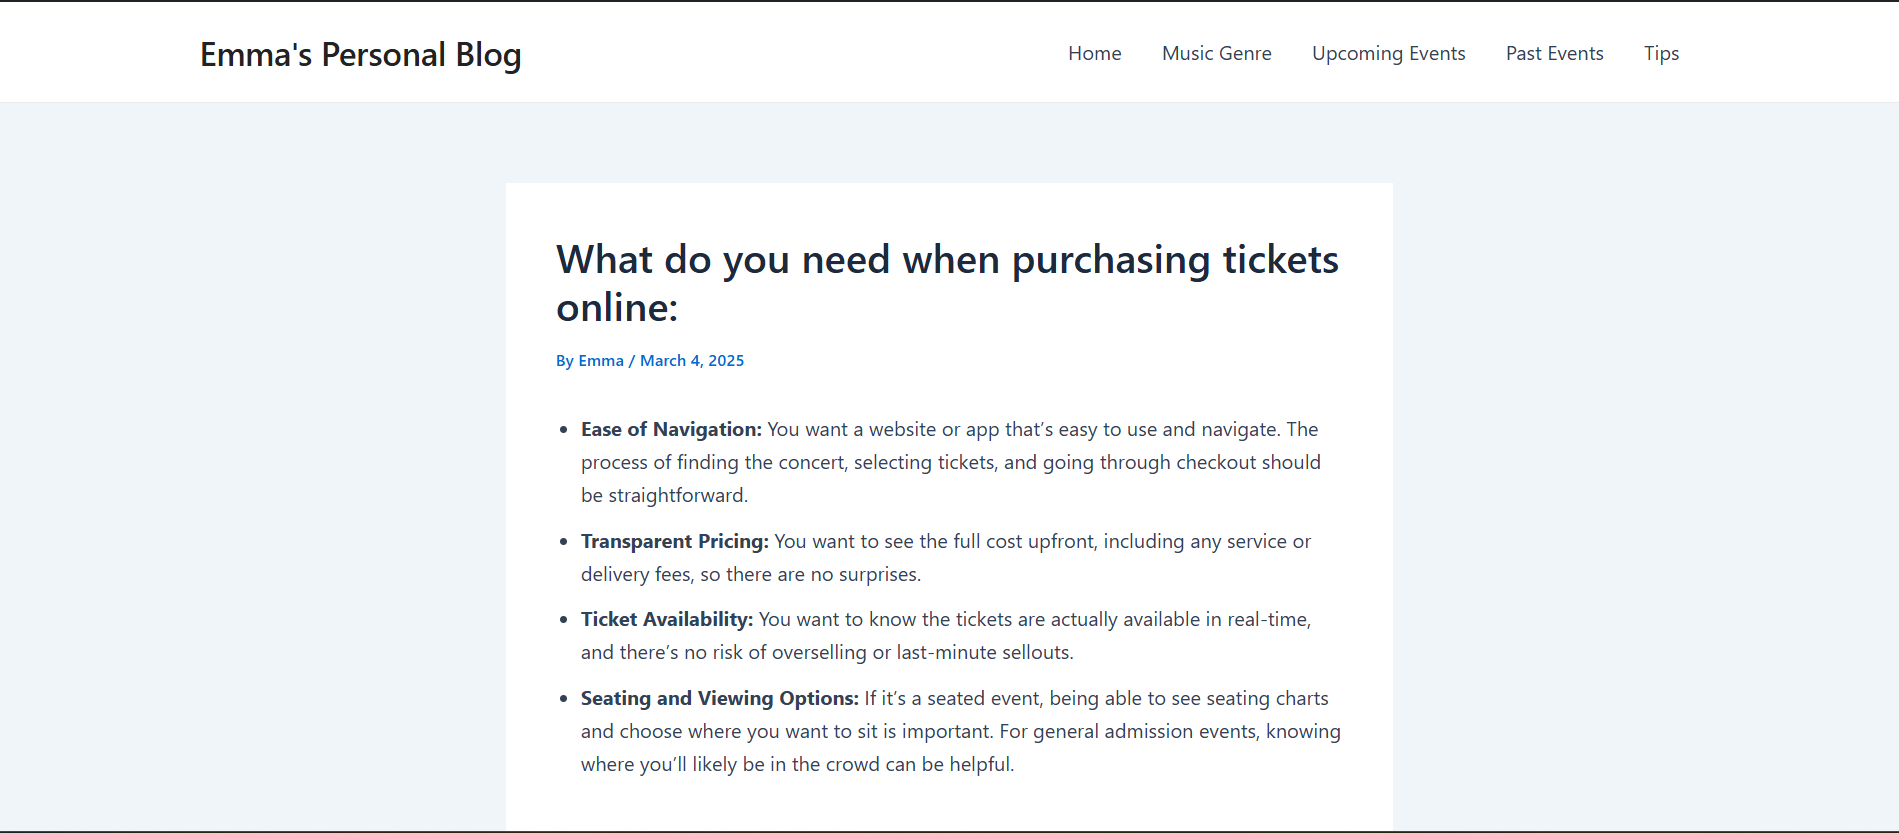 Emma's Personal Blog
Home
Music Genre
Upcoming Events
Past Events
Tips
What do you need when purchasing tickets
online:
By Emma / March 4, 2025
Ease of Navigation: You want a website or app that’s easy to use and navigate. The
process of finding the concert, selecting tickets, and going through checkout should
be straightforward.
Transparent Pricing: You want to see the full cost upfront, including any service or
delivery fees, so there are no surprises.
Ticket Availability: You want to know the tickets are actually available in real-time,
and there’s no risk of overselling or last-minute sellouts.
Seating and Viewing Options: If it’s a seated event, being able to see seating charts
and choose where you want to sit is important. For general admission events, knowing
where you’ll likely be in the crowd can be helpful.